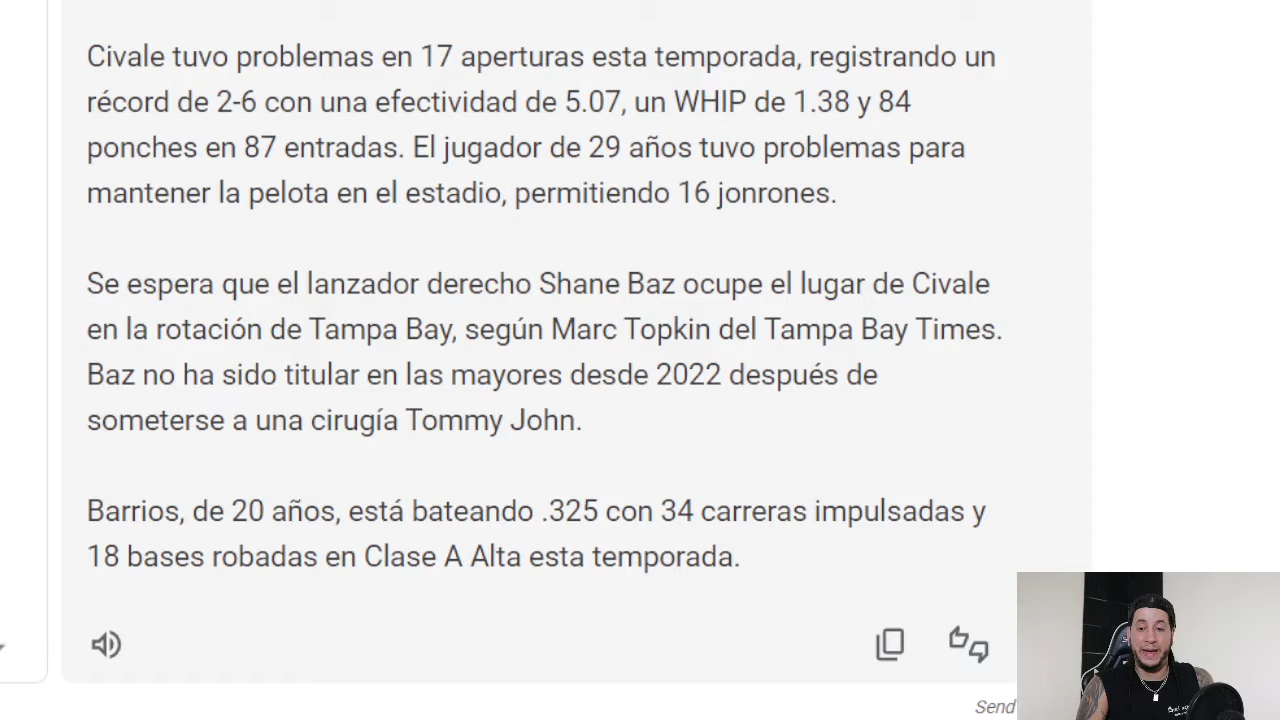 Civale tuvo problemas en 17 aperturas esta temporada, registrando un
récord de 2-6 con una efectividad de 5.07, un WHIP de 1.38 y 84
ponches en 87 entradas. El jugador de 29 años tuvo problemas para
mantener la pelota en el estadio, permitiendo 16 jonrones.
Se espera que el lanzador derecho Shane Baz ocupe el lugar de Civale
en la rotación de Tampa Bay, según Marc Topkin del Tampa Bay Times.
Baz no ha sido titular en las mayores desde 2022 después de
someterse a una cirugía Tommy John.
Barrios, de 20 años, está bateando .325 con 34 carreras impulsadas y
18 bases robadas en Clase A Alta esta temporada.
Send